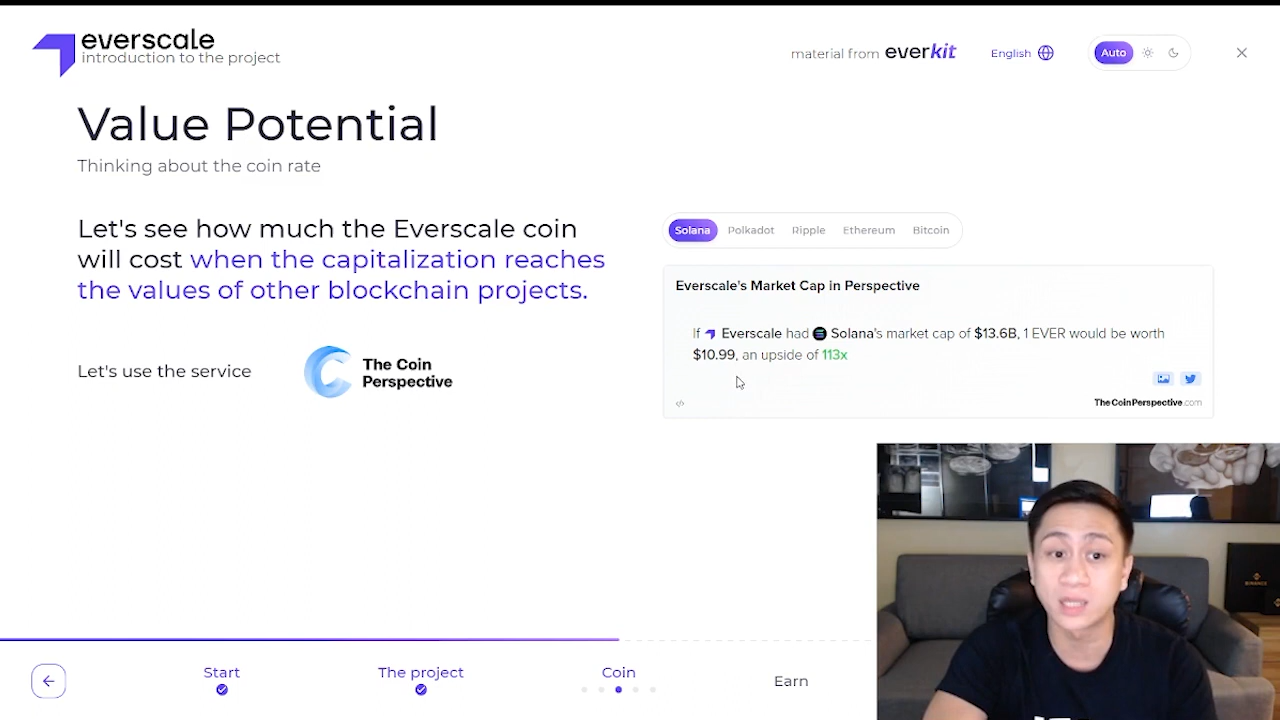 everscale
introduction to the project
material from everkit
English
Auto
Value Potential
Thinking about the coin rate
Let's see how much the Everscale coin
will cost when the capitalization reaches
the values of other blockchain projects.
Let's use the service
The Coin
Perspective
Solana Polkadot Ripple Ethereum Bitcoin
Everscale's Market Cap in Perspective
If Everscale had Solana's market cap of $13.6B, 1 EVER would be worth
$10.99, an upside of 113x
</>
TheCoinPerspective.com
BINANCE
Start
The project
Coin
Earn